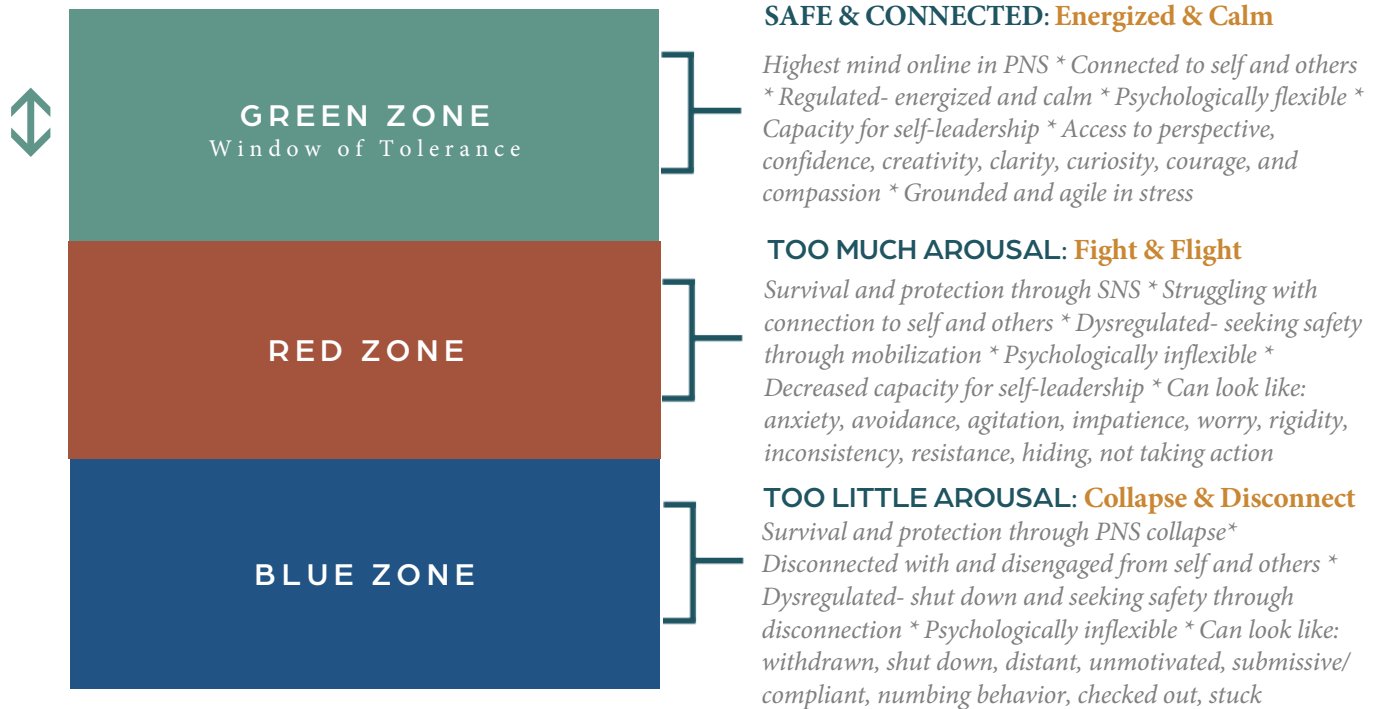 GREEN ZONE
Window of Tolerance
SAFE & CONNECTED: Energized & Calm
Highest mind online in PNS * Connected to self and others
* Regulated- energized and calm * Psychologically flexible *
Capacity for self-leadership * Access to perspective,
confidence, creativity, clarity, curiosity, courage, and
compassion * Grounded and agile in stress
RED ZONE
TOO MUCH AROUSAL: Fight & Flight
Survival and protection through SNS * Struggling with
connection to self and others * Dysregulated- seeking safety
through mobilization * Psychologically inflexible *
Decreased capacity for self-leadership * Can look like:
anxiety, avoidance, agitation, impatience, worry, rigidity,
inconsistency, resistance, hiding, not taking action
BLUE ZONE
TOO LITTLE AROUSAL: Collapse & Disconnect
Survival and protection through PNS collapse*
Disconnected with and disengaged from self and others *
Dysregulated- shut down and seeking safety through
disconnection * Psychologically inflexible * Can look like:
withdrawn, shut down, distant, unmotivated, submissive/
compliant, numbing behavior, checked out, stuck